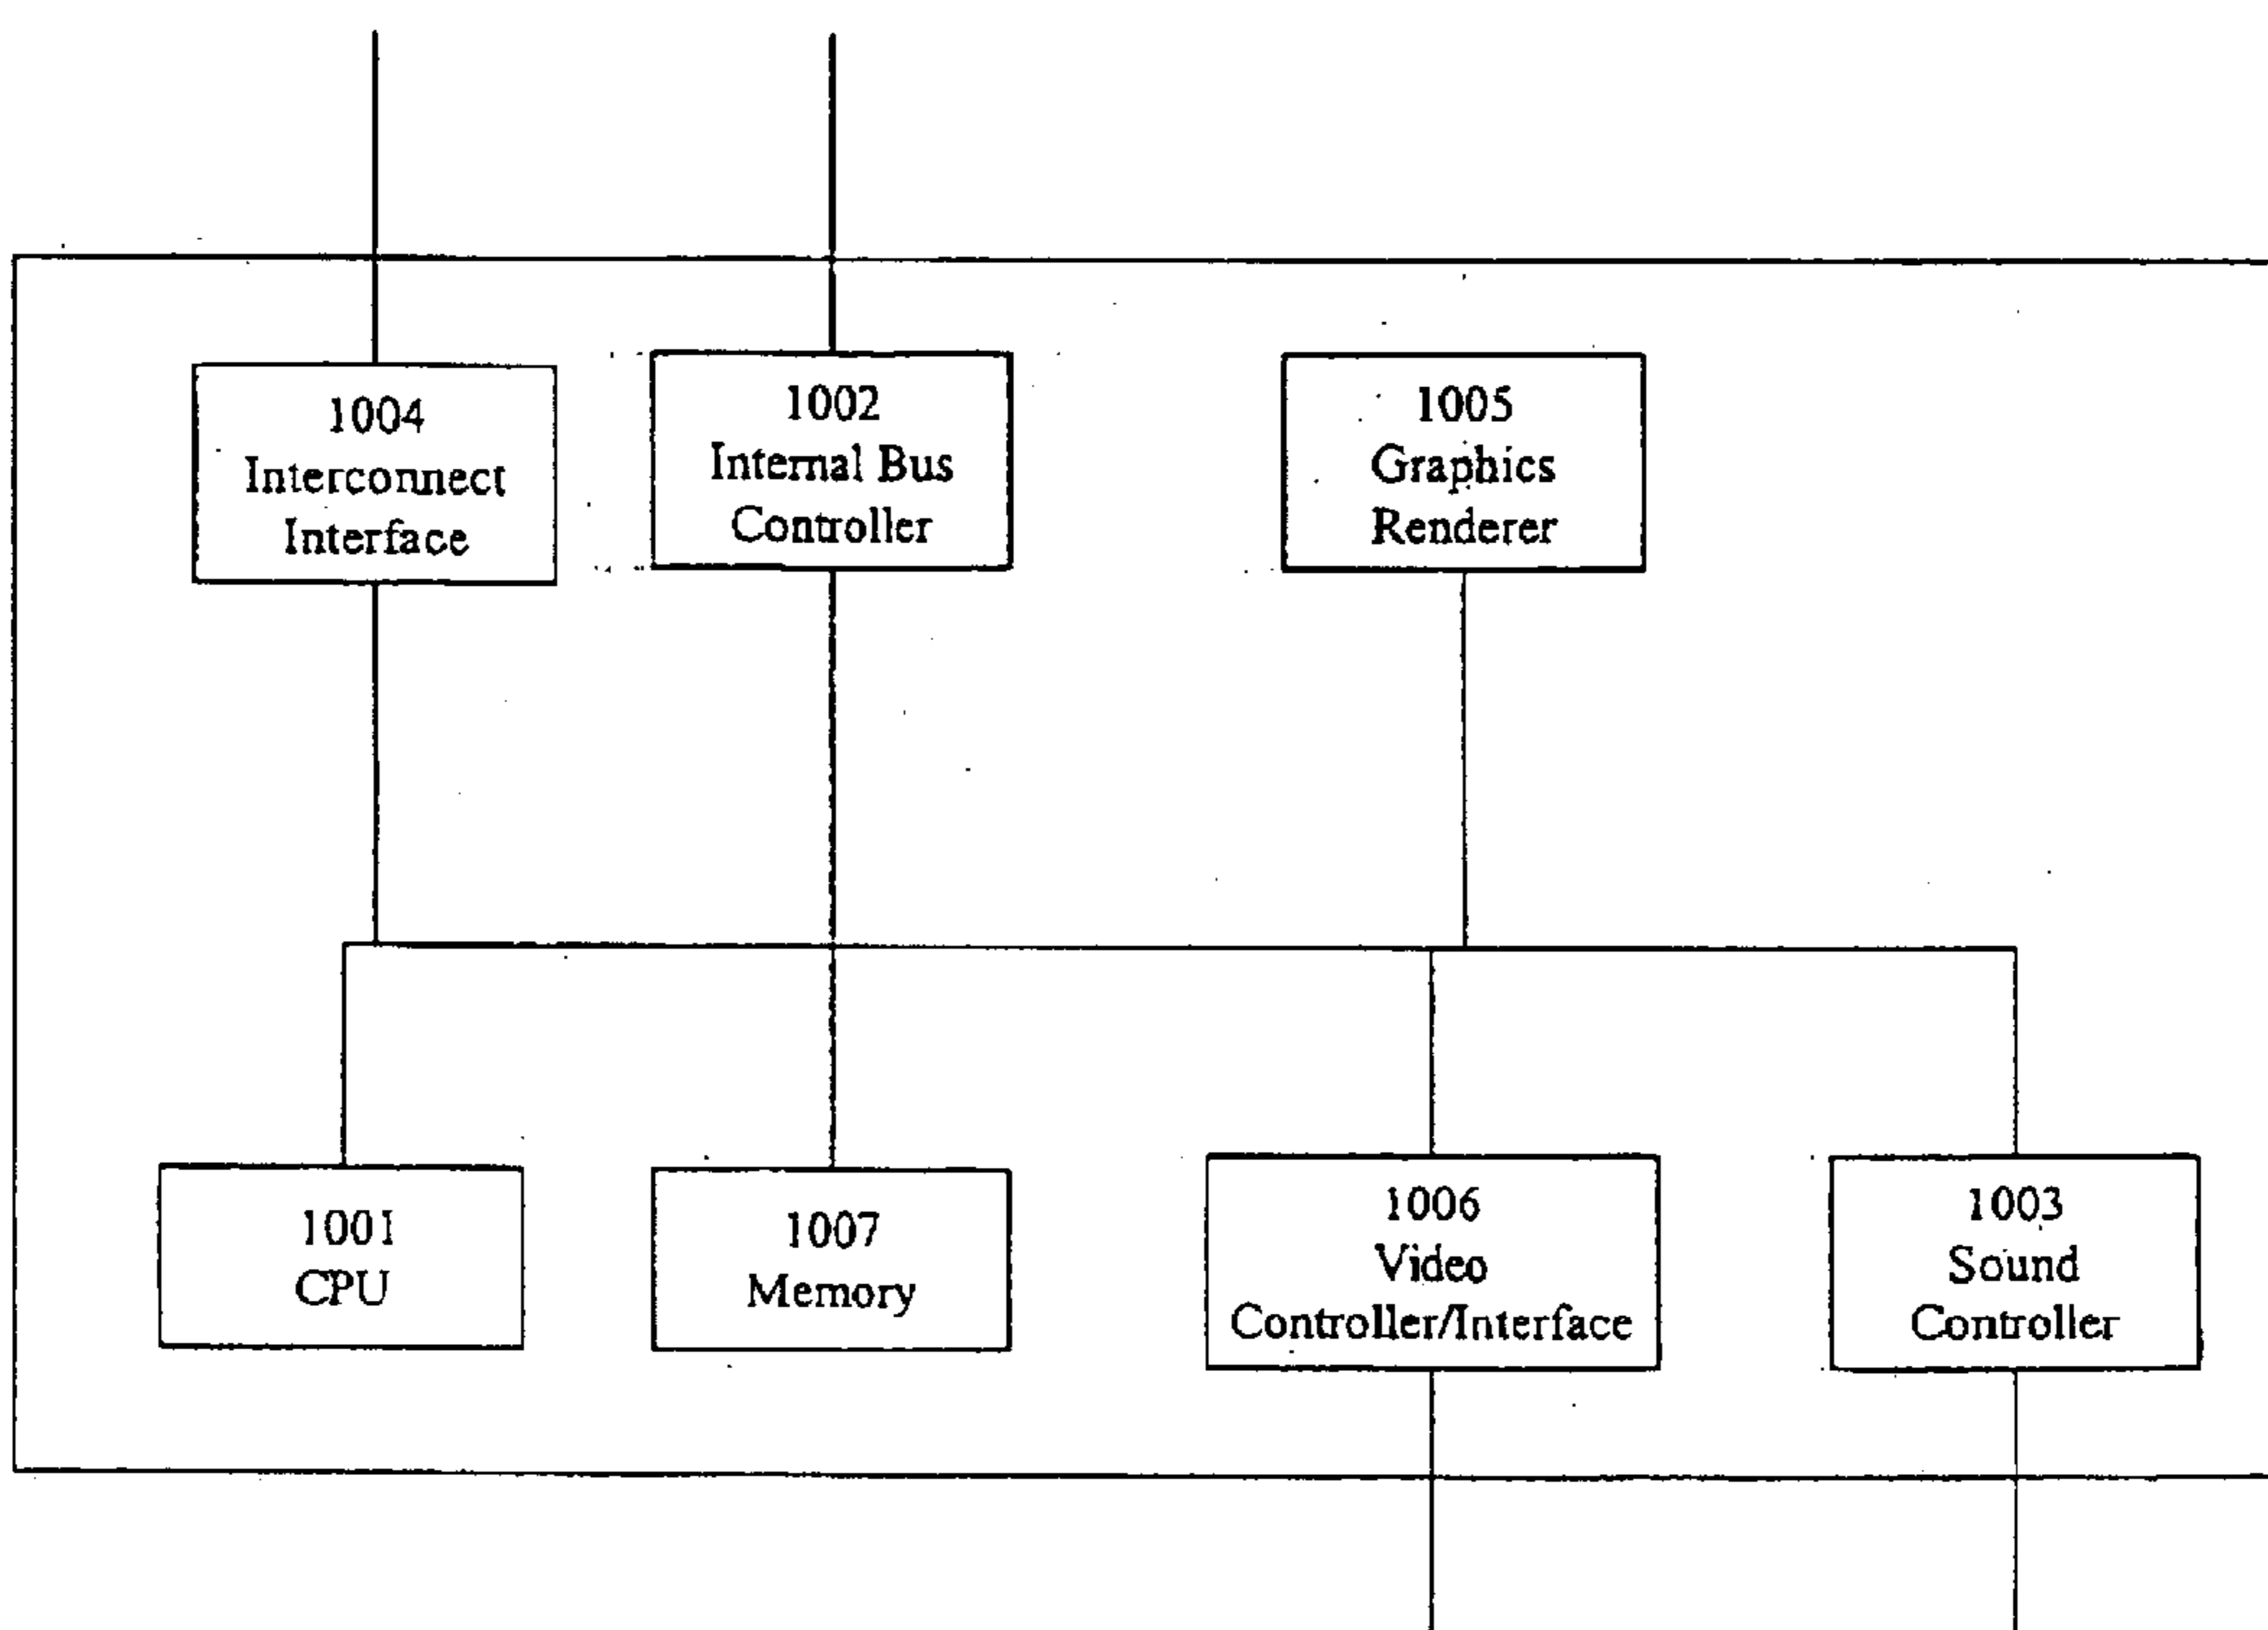 1004
Interconnect
Interface
1002
Internal Bus
Controller
1005
Graphics
Renderer
1001
CPU
1007
Memory
1006
Video
Controller/Interface
1003
Sound
Controller